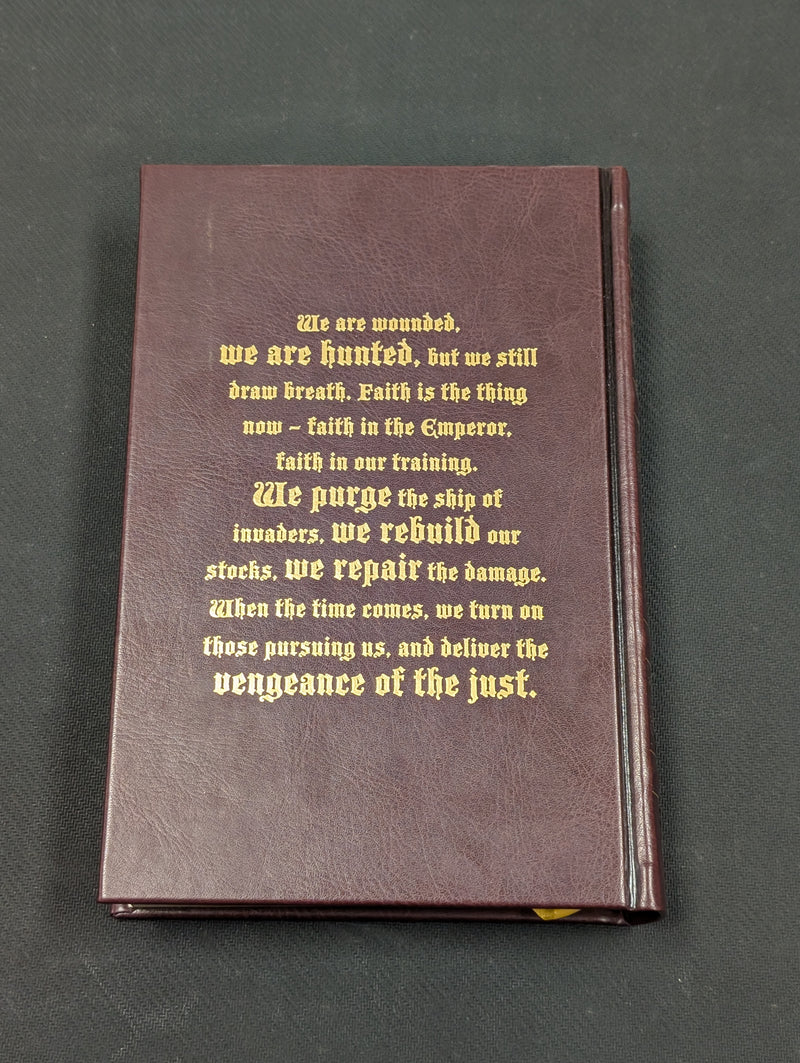 We are wounded,
we are hunted, but we still
draw breath. Faith is the thing
now – faith in the Emperor,
faith in our training.
We purge the ship of
invaders, we rebuild our
stocks, we repair the damage.
When the time comes, we turn on
those pursuing us, and deliver the
vengeance of the just.